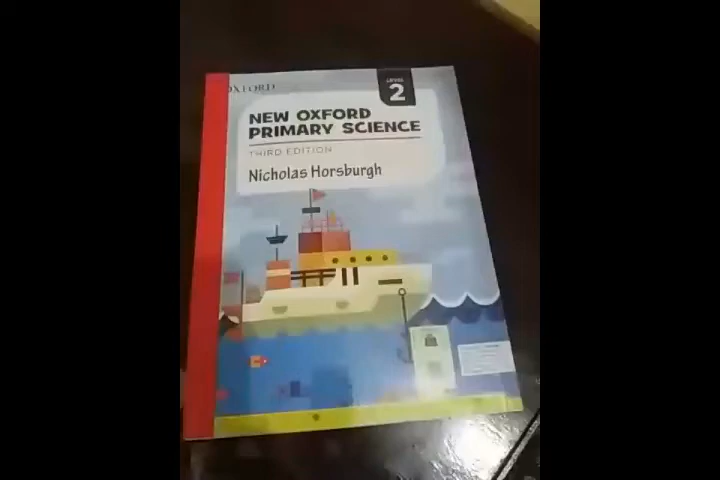 OXFORD
LEVEL
2
NEW OXFORD
PRIMARY SCIENCE
THIRD EDITION
Nicholas Horsburgh